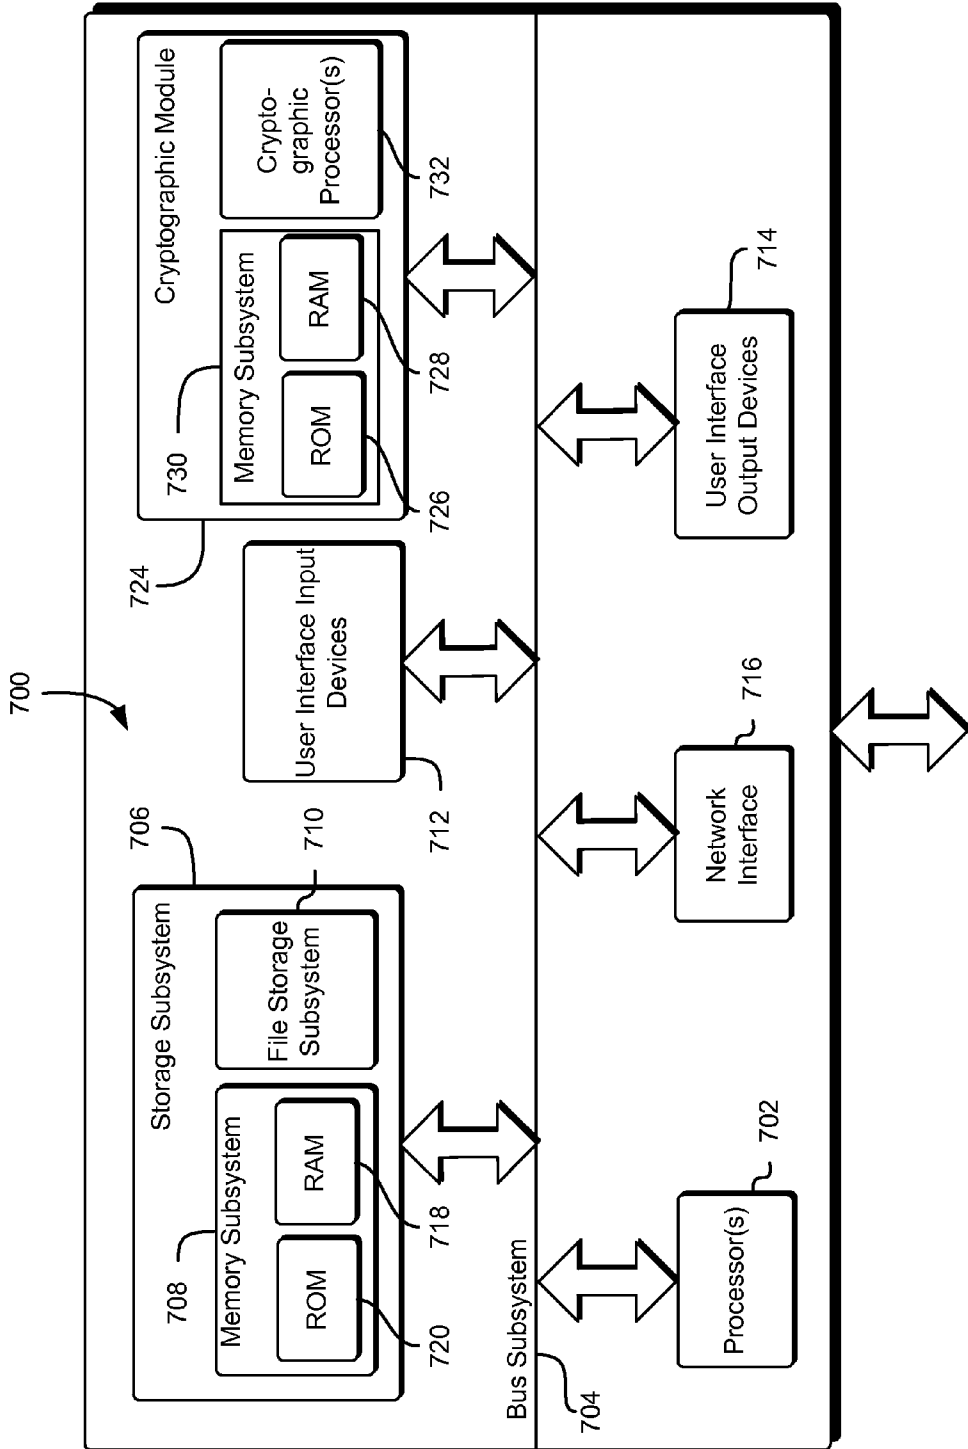 700
706
Storage Subsystem
708
Memory Subsystem
720
ROM
718
RAM
710
File Storage
Subsystem
712
User Interface Input
Devices
724
Cryptographic Module
730
Memory Subsystem
726
ROM
728
RAM
732
Crypto-
graphic
Processor(s)
Bus Subsystem
704
702
Processor(s)
716
Network
Interface
714
User Interface
Output Devices